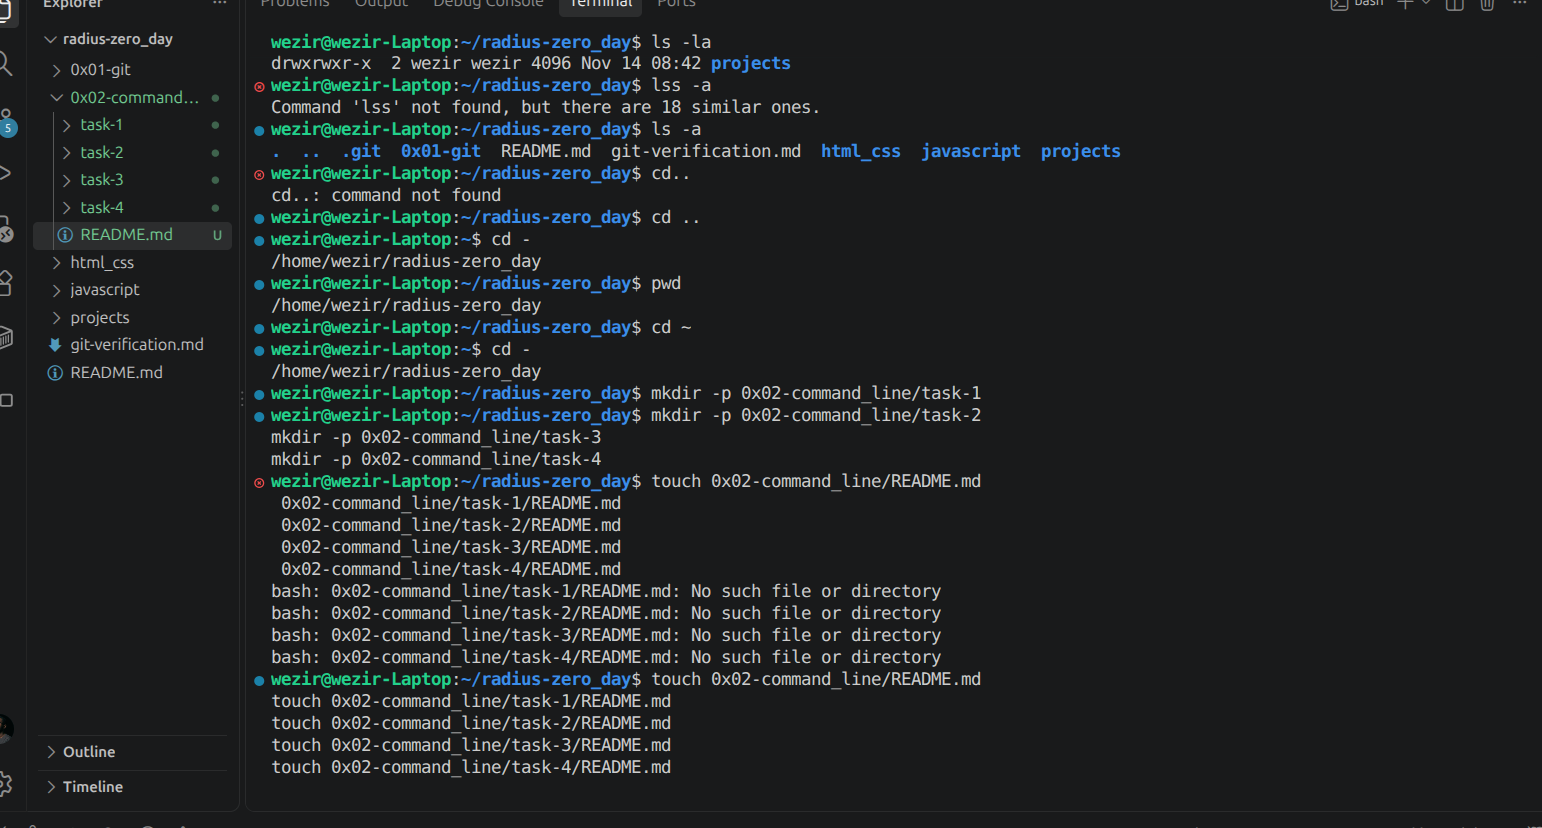 Explorer
...
radius-zero_day
0x01-git
0x02-command...
task-1
task-2
task-3
task-4
README.md U
html_css
javascript
projects
git-verification.md
README.md
Outline
Timeline
5
Problems Output Debug Console Terminal Ports
bash
wezir@wezir-Laptop:~/radius-zero_day$ ls -la
drwxrwxr-x  2 wezir wezir 4096 Nov 14 08:42 projects
wezir@wezir-Laptop:~/radius-zero_day$ lss -a
Command 'lss' not found, but there are 18 similar ones.
wezir@wezir-Laptop:~/radius-zero_day$ ls -a
.  ..  .git  0x01-git  README.md  git-verification.md  html_css  javascript  projects
wezir@wezir-Laptop:~/radius-zero_day$ cd..
cd..: command not found
wezir@wezir-Laptop:~/radius-zero_day$ cd ..
wezir@wezir-Laptop:~$ cd -
/home/wezir/radius-zero_day
wezir@wezir-Laptop:~/radius-zero_day$ pwd
/home/wezir/radius-zero_day
wezir@wezir-Laptop:~/radius-zero_day$ cd ~
wezir@wezir-Laptop:~$ cd -
/home/wezir/radius-zero_day
wezir@wezir-Laptop:~/radius-zero_day$ mkdir -p 0x02-command_line/task-1
wezir@wezir-Laptop:~/radius-zero_day$ mkdir -p 0x02-command_line/task-2
mkdir -p 0x02-command_line/task-3
mkdir -p 0x02-command_line/task-4
wezir@wezir-Laptop:~/radius-zero_day$ touch 0x02-command_line/README.md
 0x02-command_line/task-1/README.md
 0x02-command_line/task-2/README.md
 0x02-command_line/task-3/README.md
 0x02-command_line/task-4/README.md
bash: 0x02-command_line/task-1/README.md: No such file or directory
bash: 0x02-command_line/task-2/README.md: No such file or directory
bash: 0x02-command_line/task-3/README.md: No such file or directory
bash: 0x02-command_line/task-4/README.md: No such file or directory
wezir@wezir-Laptop:~/radius-zero_day$ touch 0x02-command_line/README.md
touch 0x02-command_line/task-1/README.md
touch 0x02-command_line/task-2/README.md
touch 0x02-command_line/task-3/README.md
touch 0x02-command_line/task-4/README.md